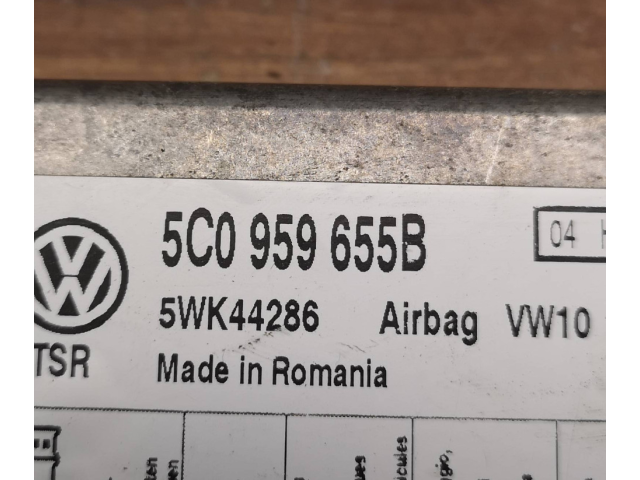 5C0 959 655B
04
5WK44286 Airbag VW10
TSR
Made in Romania